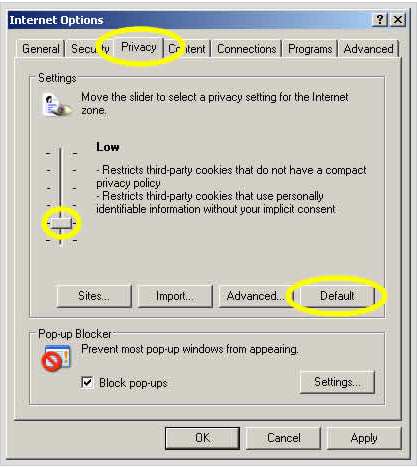 Internet Options
General Security Privacy Content Connections Programs Advanced
Settings
Move the slider to select a privacy setting for the Internet
zone.
Low
- Restricts third-party cookies that do not have a compact
privacy policy
- Restricts third-party cookies that use personally
identifiable information without your implicit consent
Sites... Import... Advanced... Default
Pop-up Blocker
Prevent most pop-up windows from appearing.
Block pop-ups Settings...
OK Cancel Apply